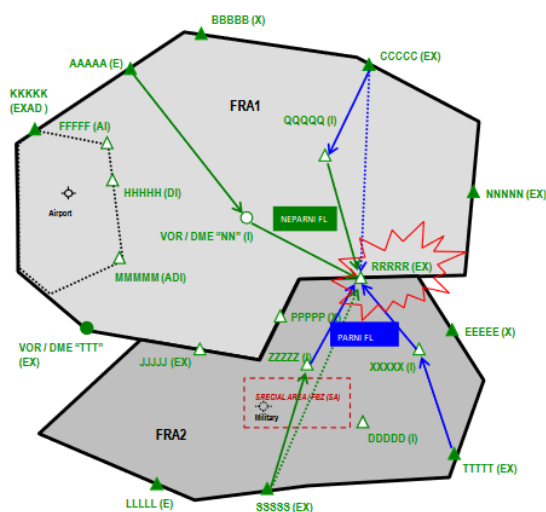 BBBBB (X)
AAAAA (E)
CCCCC (EX)
KKKKK
(EXAD )
FRA1
FFFFF (AI)
QQQQQ (I)
HHHHH (DI)
NNNNN (EX)
Airport
NEPARNI FL
VOR / DME "NN" (I)
RRRRR (EX)
MMMMM (ADI)
PPPPP (X)
VOR / DME "TTT"
(EX)
PARNI FL
EEEEE (X)
JJJJJ (EX)
ZZZZZ (I)
XXXXX (I)
SRECIAL AREA (FBZ (SA)
Military
FRA2
DDDDD (I)
TTTTT (EX)
LLLLL (E)
SSSSS (EX)